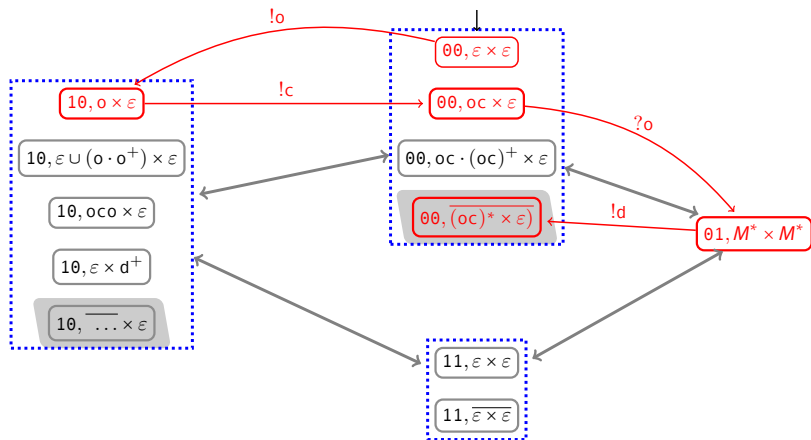 !o
00, ε × ε
10, o × ε
!c
00, oc × ε
?o
10, ε ∪ (o · o⁺) × ε
00, oc · (oc)⁺ × ε
10, oco × ε
00, (oc)* × ε)
!d
01, M* × M*
10, ε × d⁺
10, ... × ε
11, ε × ε
11, ε × ε